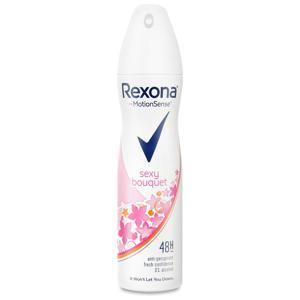 Rexona
MotionSense
sexy
bouquet
48H
anti-perspirant
fresh confidence
0% alcohol
It Won't Let You Down